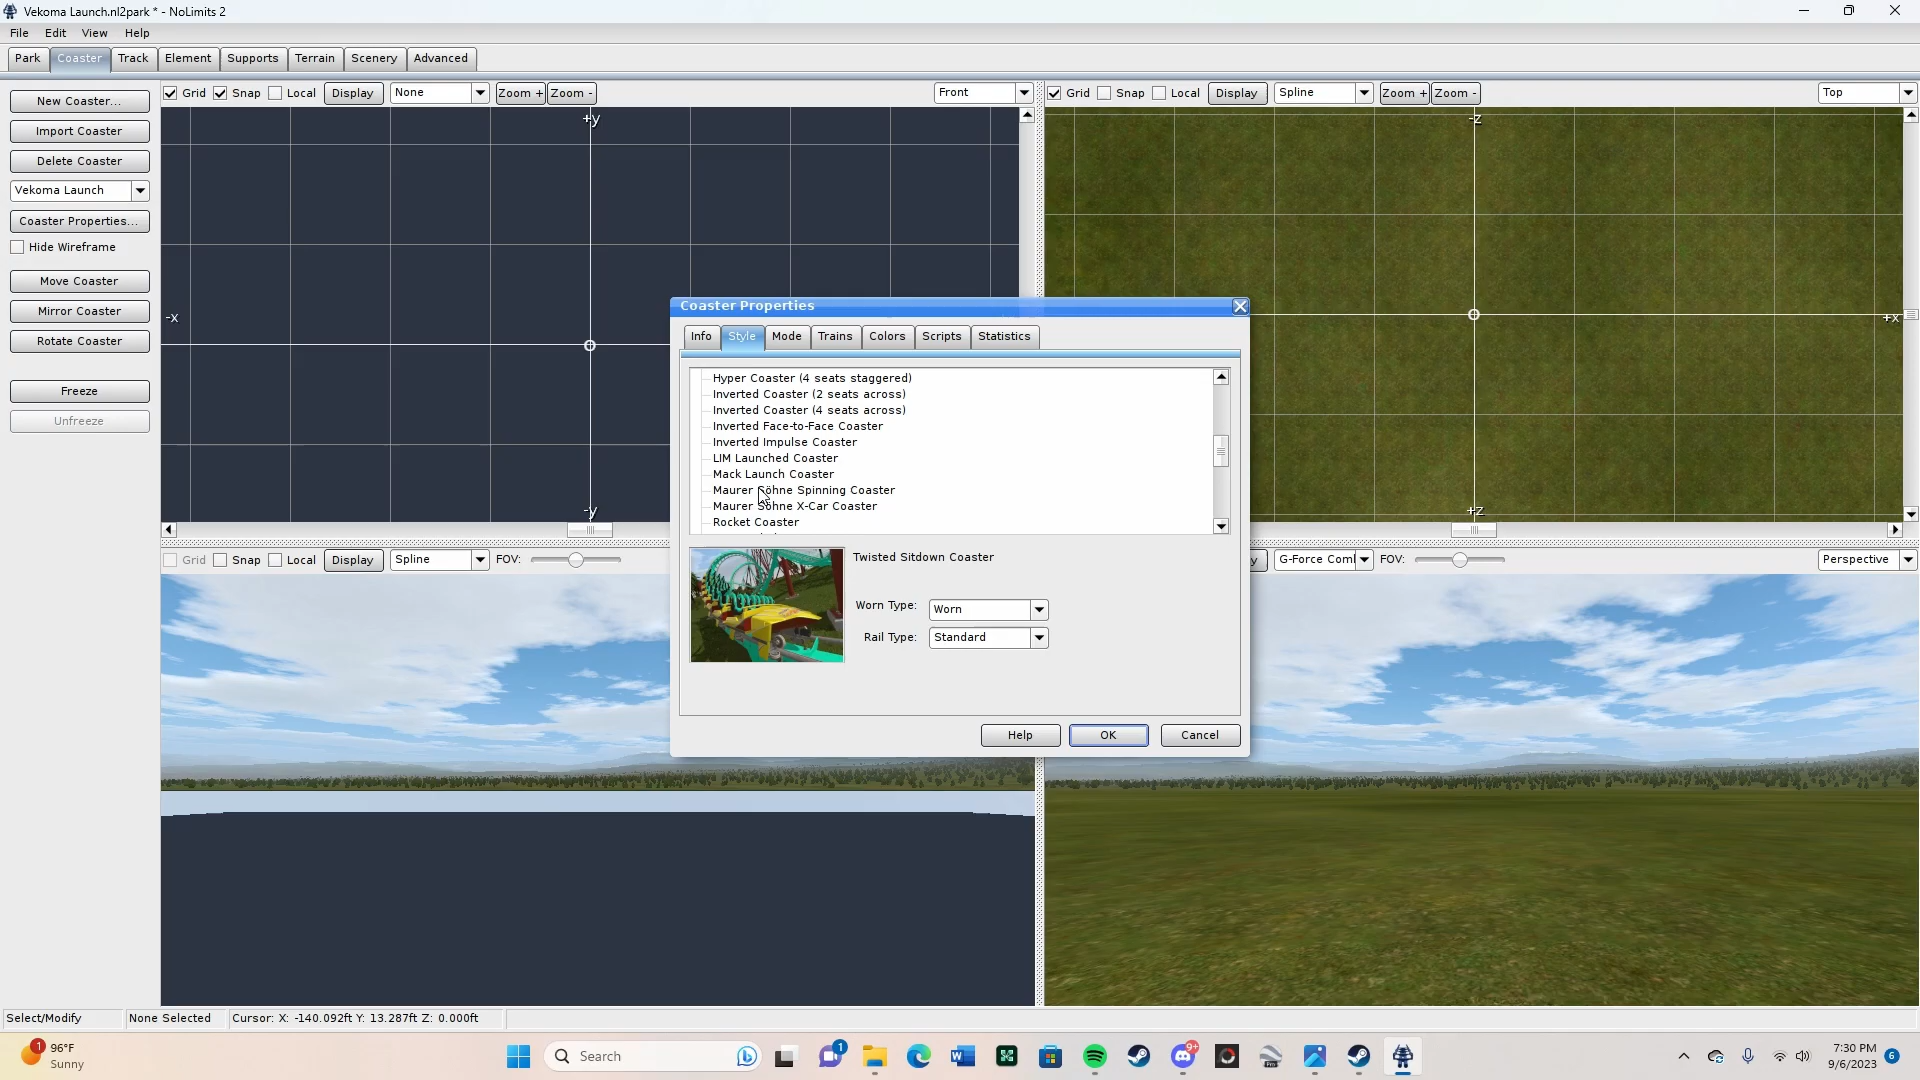 Vekoma Launch.nl2park * - NoLimits 2
File Edit View Help
Park Coaster Track Element Supports Terrain Scenery Advanced
New Coaster...
Import Coaster
Delete Coaster
Vekoma Launch
Coaster Properties...
Hide Wireframe
Move Coaster
Mirror Coaster
Rotate Coaster
Freeze
Unfreeze
Grid Snap Local Display None Zoom + Zoom - Front
+y
-x
-y
Grid Snap Local Display Spline Zoom + Zoom - Top
-z
+x
+z
Grid Snap Local Display Spline FOV:
G-Force Coml FOV: Perspective
Coaster Properties
Info Style Mode Trains Colors Scripts Statistics
Hyper Coaster (4 seats staggered)
Inverted Coaster (2 seats across)
Inverted Coaster (4 seats across)
Inverted Face-to-Face Coaster
Inverted Impulse Coaster
LIM Launched Coaster
Mack Launch Coaster
Maurer Söhne Spinning Coaster
Maurer Söhne X-Car Coaster
Rocket Coaster
Twisted Sitdown Coaster
Worn Type: Worn
Rail Type: Standard
Help OK Cancel
Select/Modify None Selected Cursor: X: -140.092ft Y: 13.287ft Z: 0.000ft
1
96°F
Sunny
Search
1
9+
7:30 PM
9/6/2023
6